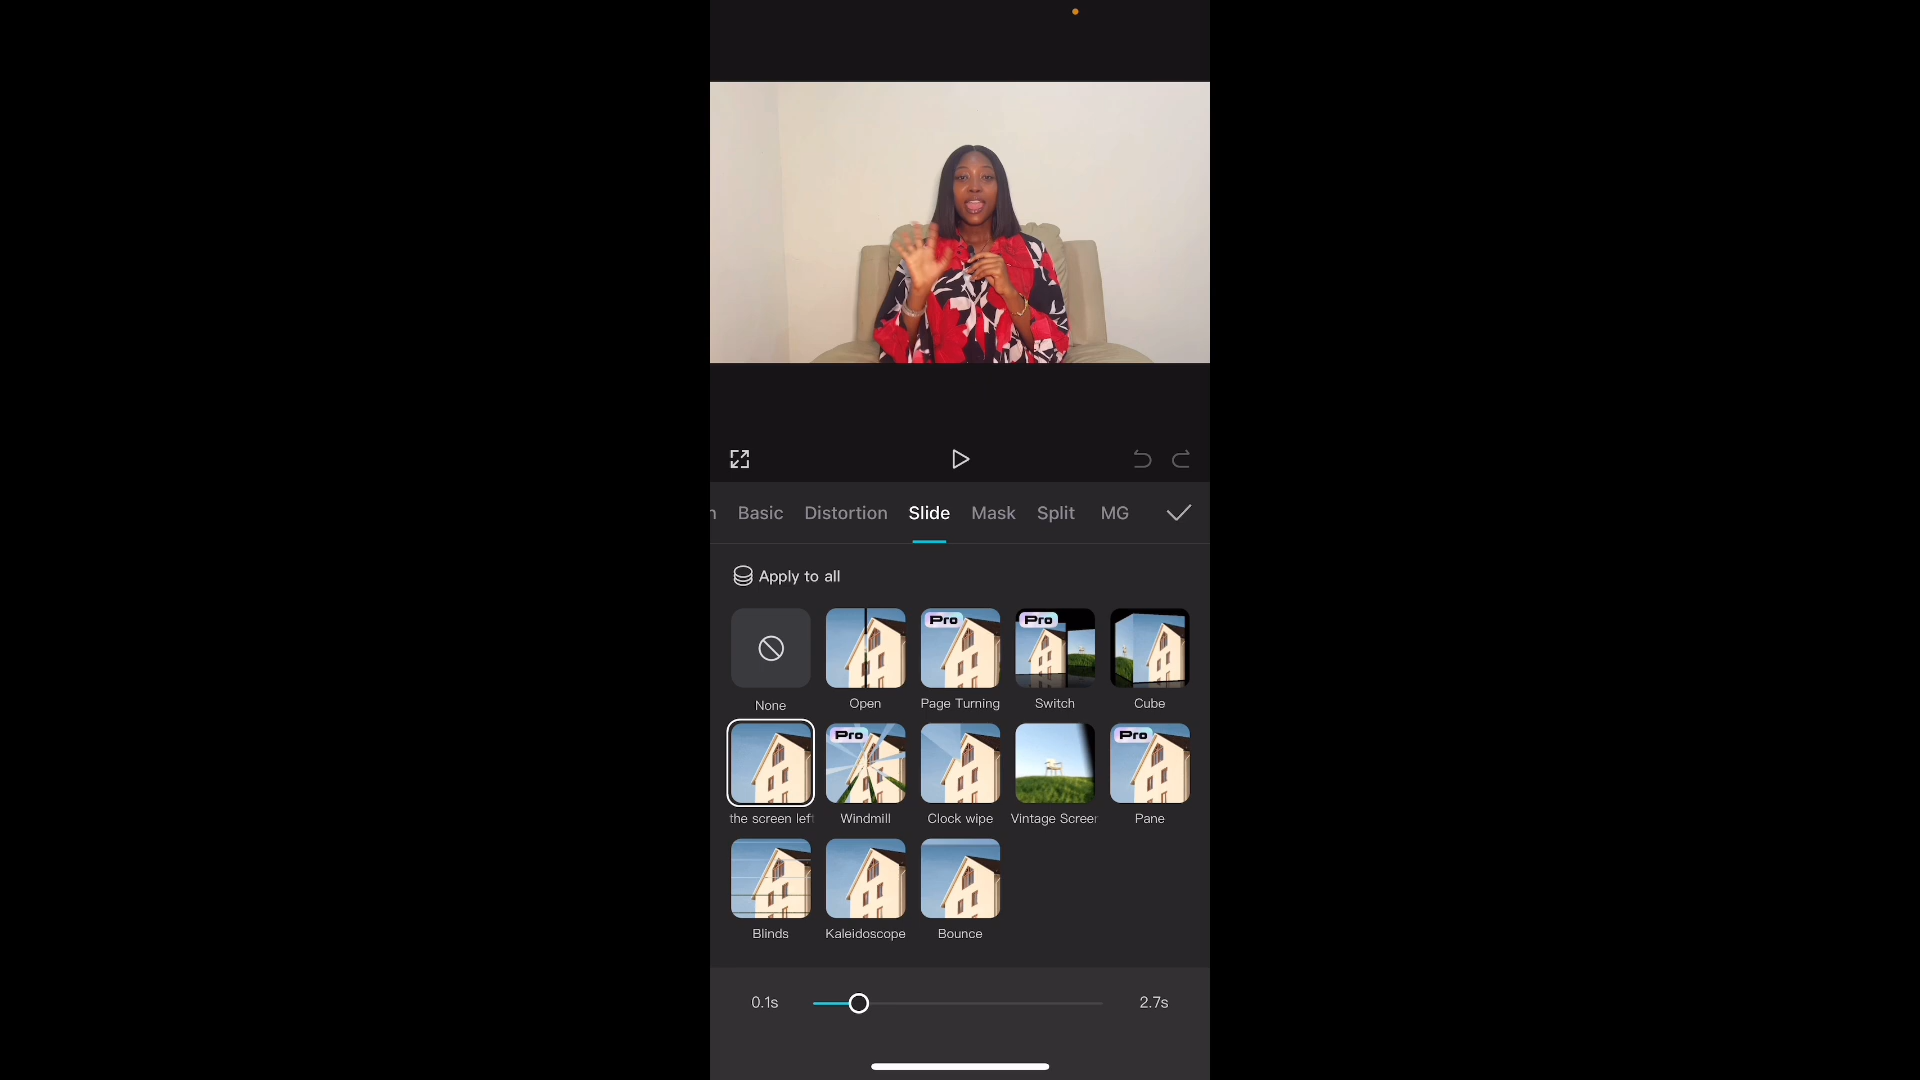 Basic Distortion Slide Mask Split MG
Apply to all
Pro Pro
None Open Page Turning Switch Cube
Pro Pro
the screen left Windmill Clock wipe Vintage Screen Pane
Blinds Kaleidoscope Bounce
0.1s 2.7s